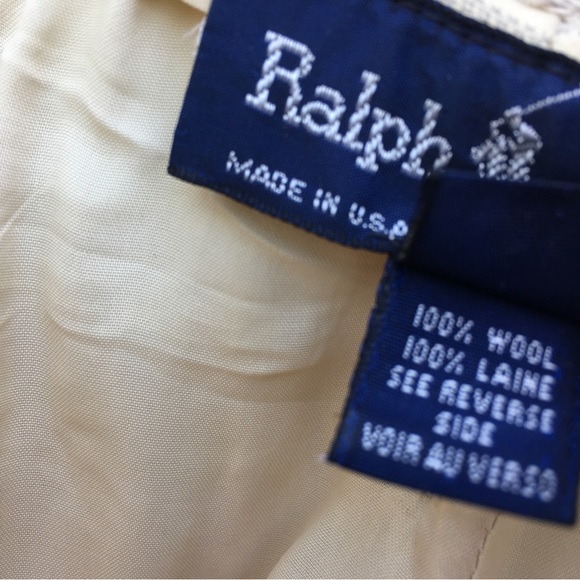 Ralph
MADE IN U.S.A
100% WOOL
100% LAINE
SEE REVERSE
SIDE
VOIR AU VERSO